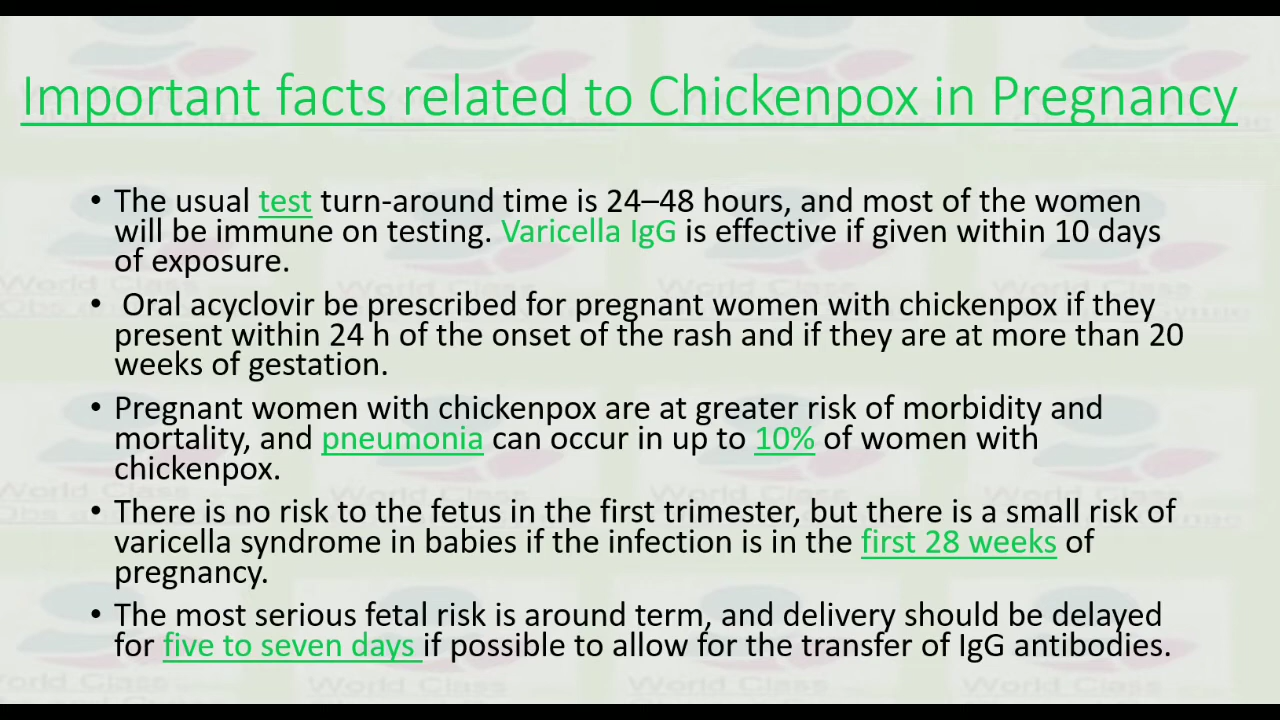 Important facts related to Chickenpox in Pregnancy
• The usual test turn-around time is 24–48 hours, and most of the women
will be immune on testing. Varicella IgG is effective if given within 10 days
of exposure.
• Oral acyclovir be prescribed for pregnant women with chickenpox if they
present within 24 h of the onset of the rash and if they are at more than 20
weeks of gestation.
• Pregnant women with chickenpox are at greater risk of morbidity and
mortality, and pneumonia can occur in up to 10% of women with
chickenpox.
• There is no risk to the fetus in the first trimester, but there is a small risk of
varicella syndrome in babies if the infection is in the first 28 weeks of
pregnancy.
• The most serious fetal risk is around term, and delivery should be delayed
for five to seven days if possible to allow for the transfer of IgG antibodies.